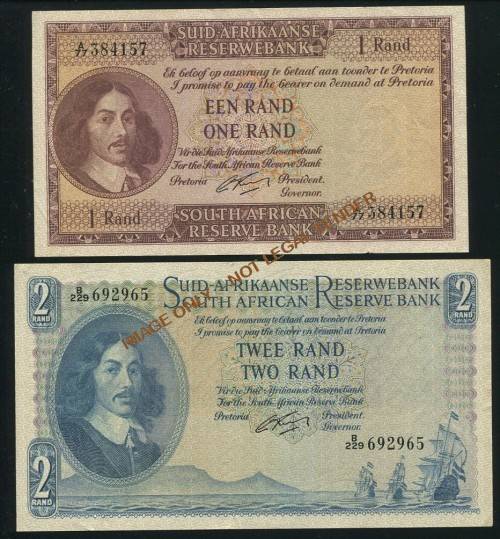 SUID-AFRIKAANSE
RESERWEBANK
384157
1 Rand
Ek beloof op aanvraag te betaal aan toonder te Pretoria
I promise to pay the bearer on demand at Pretoria
EEN RAND
ONE RAND
Vir die Suid-Afrikaanse Reserwebank
For the South African Reserve Bank
Pretoria President.
Governor.
1 Rand
384157
SOUTH AFRICAN
RESERVE BANK
IMAGE ONLY - NOT LEGAL TENDER
2
RAND
B/229 692965
SUID-AFRIKAANSE RESERWEBANK
SOUTH AFRICAN RESERVE BANK
2
RAND
Ek beloof op aanvraag te betaal aan toonder te Pretoria
I promise to pay the bearer on demand at Pretoria
TWEE RAND
TWO RAND
Vir die Suid-Afrikaanse Reserwebank
For the South African Reserve Bank
Pretoria President.
Governor.
B/229 692965
2
RAND